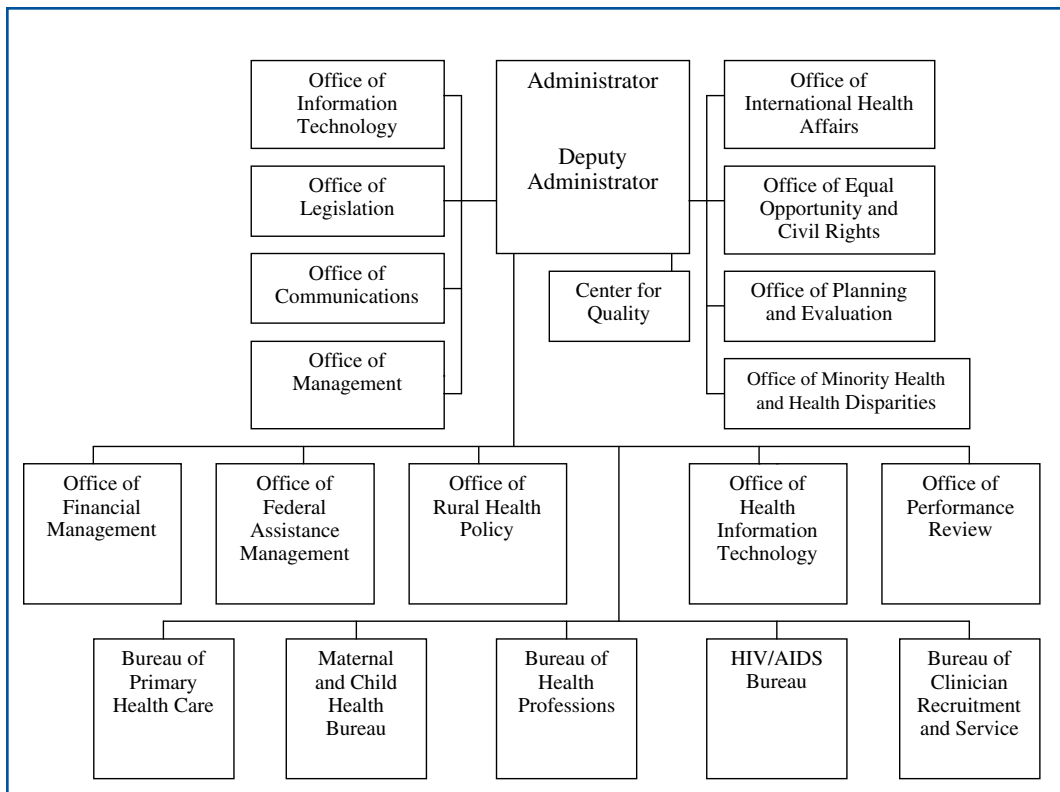 Office of
Information
Technology
Office of
Legislation
Office of
Communications
Office of
Management
Administrator
Deputy
Administrator
Center for
Quality
Office of
International Health
Affairs
Office of Equal
Opportunity and
Civil Rights
Office of Planning
and Evaluation
Office of Minority Health
and Health Disparities
Office of
Financial
Management
Office of
Federal
Assistance
Management
Office of
Rural Health
Policy
Office of
Health
Information
Technology
Office of
Performance
Review
Bureau of
Primary
Health Care
Maternal
and Child
Health
Bureau
Bureau of
Health
Professions
HIV/AIDS
Bureau
Bureau of
Clinician
Recruitment
and Service